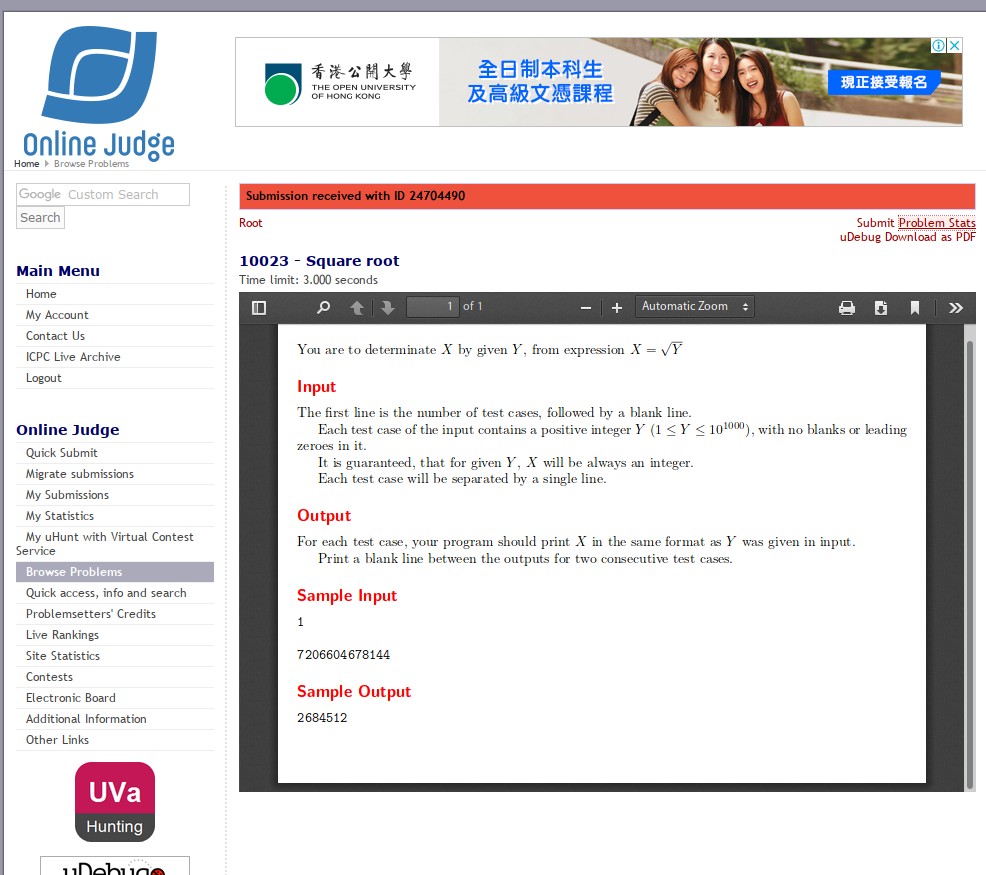 Online Judge
Home Browse Problems
香港公開大學
THE OPEN UNIVERSITY
OF HONG KONG
全日制本科生
及高級文憑課程
現正接受報名
Google Custom Search
Search
Main Menu
Home
My Account
Contact Us
ICPC Live Archive
Logout
Online Judge
Quick Submit
Migrate submissions
My Submissions
My Statistics
My uHunt with Virtual Contest
Service
Browse Problems
Quick access, info and search
Problemsetters' Credits
Live Rankings
Site Statistics
Contests
Electronic Board
Additional Information
Other Links
UVa
Hunting
uDebug
Submission received with ID 24704490
Root
Submit Problem Stats
uDebug Download as PDF
10023 - Square root
Time limit: 3.000 seconds
1 of 1
Automatic Zoom
You are to determinate X by given Y, from expression X = √Y
Input
The first line is the number of test cases, followed by a blank line.
Each test case of the input contains a positive integer Y (1 ≤ Y ≤ 10^1000), with no blanks or leading
zeroes in it.
It is guaranteed, that for given Y, X will be always an integer.
Each test case will be separated by a single line.
Output
For each test case, your program should print X in the same format as Y was given in input.
Print a blank line between the outputs for two consecutive test cases.
Sample Input
1
7206604678144
Sample Output
2684512